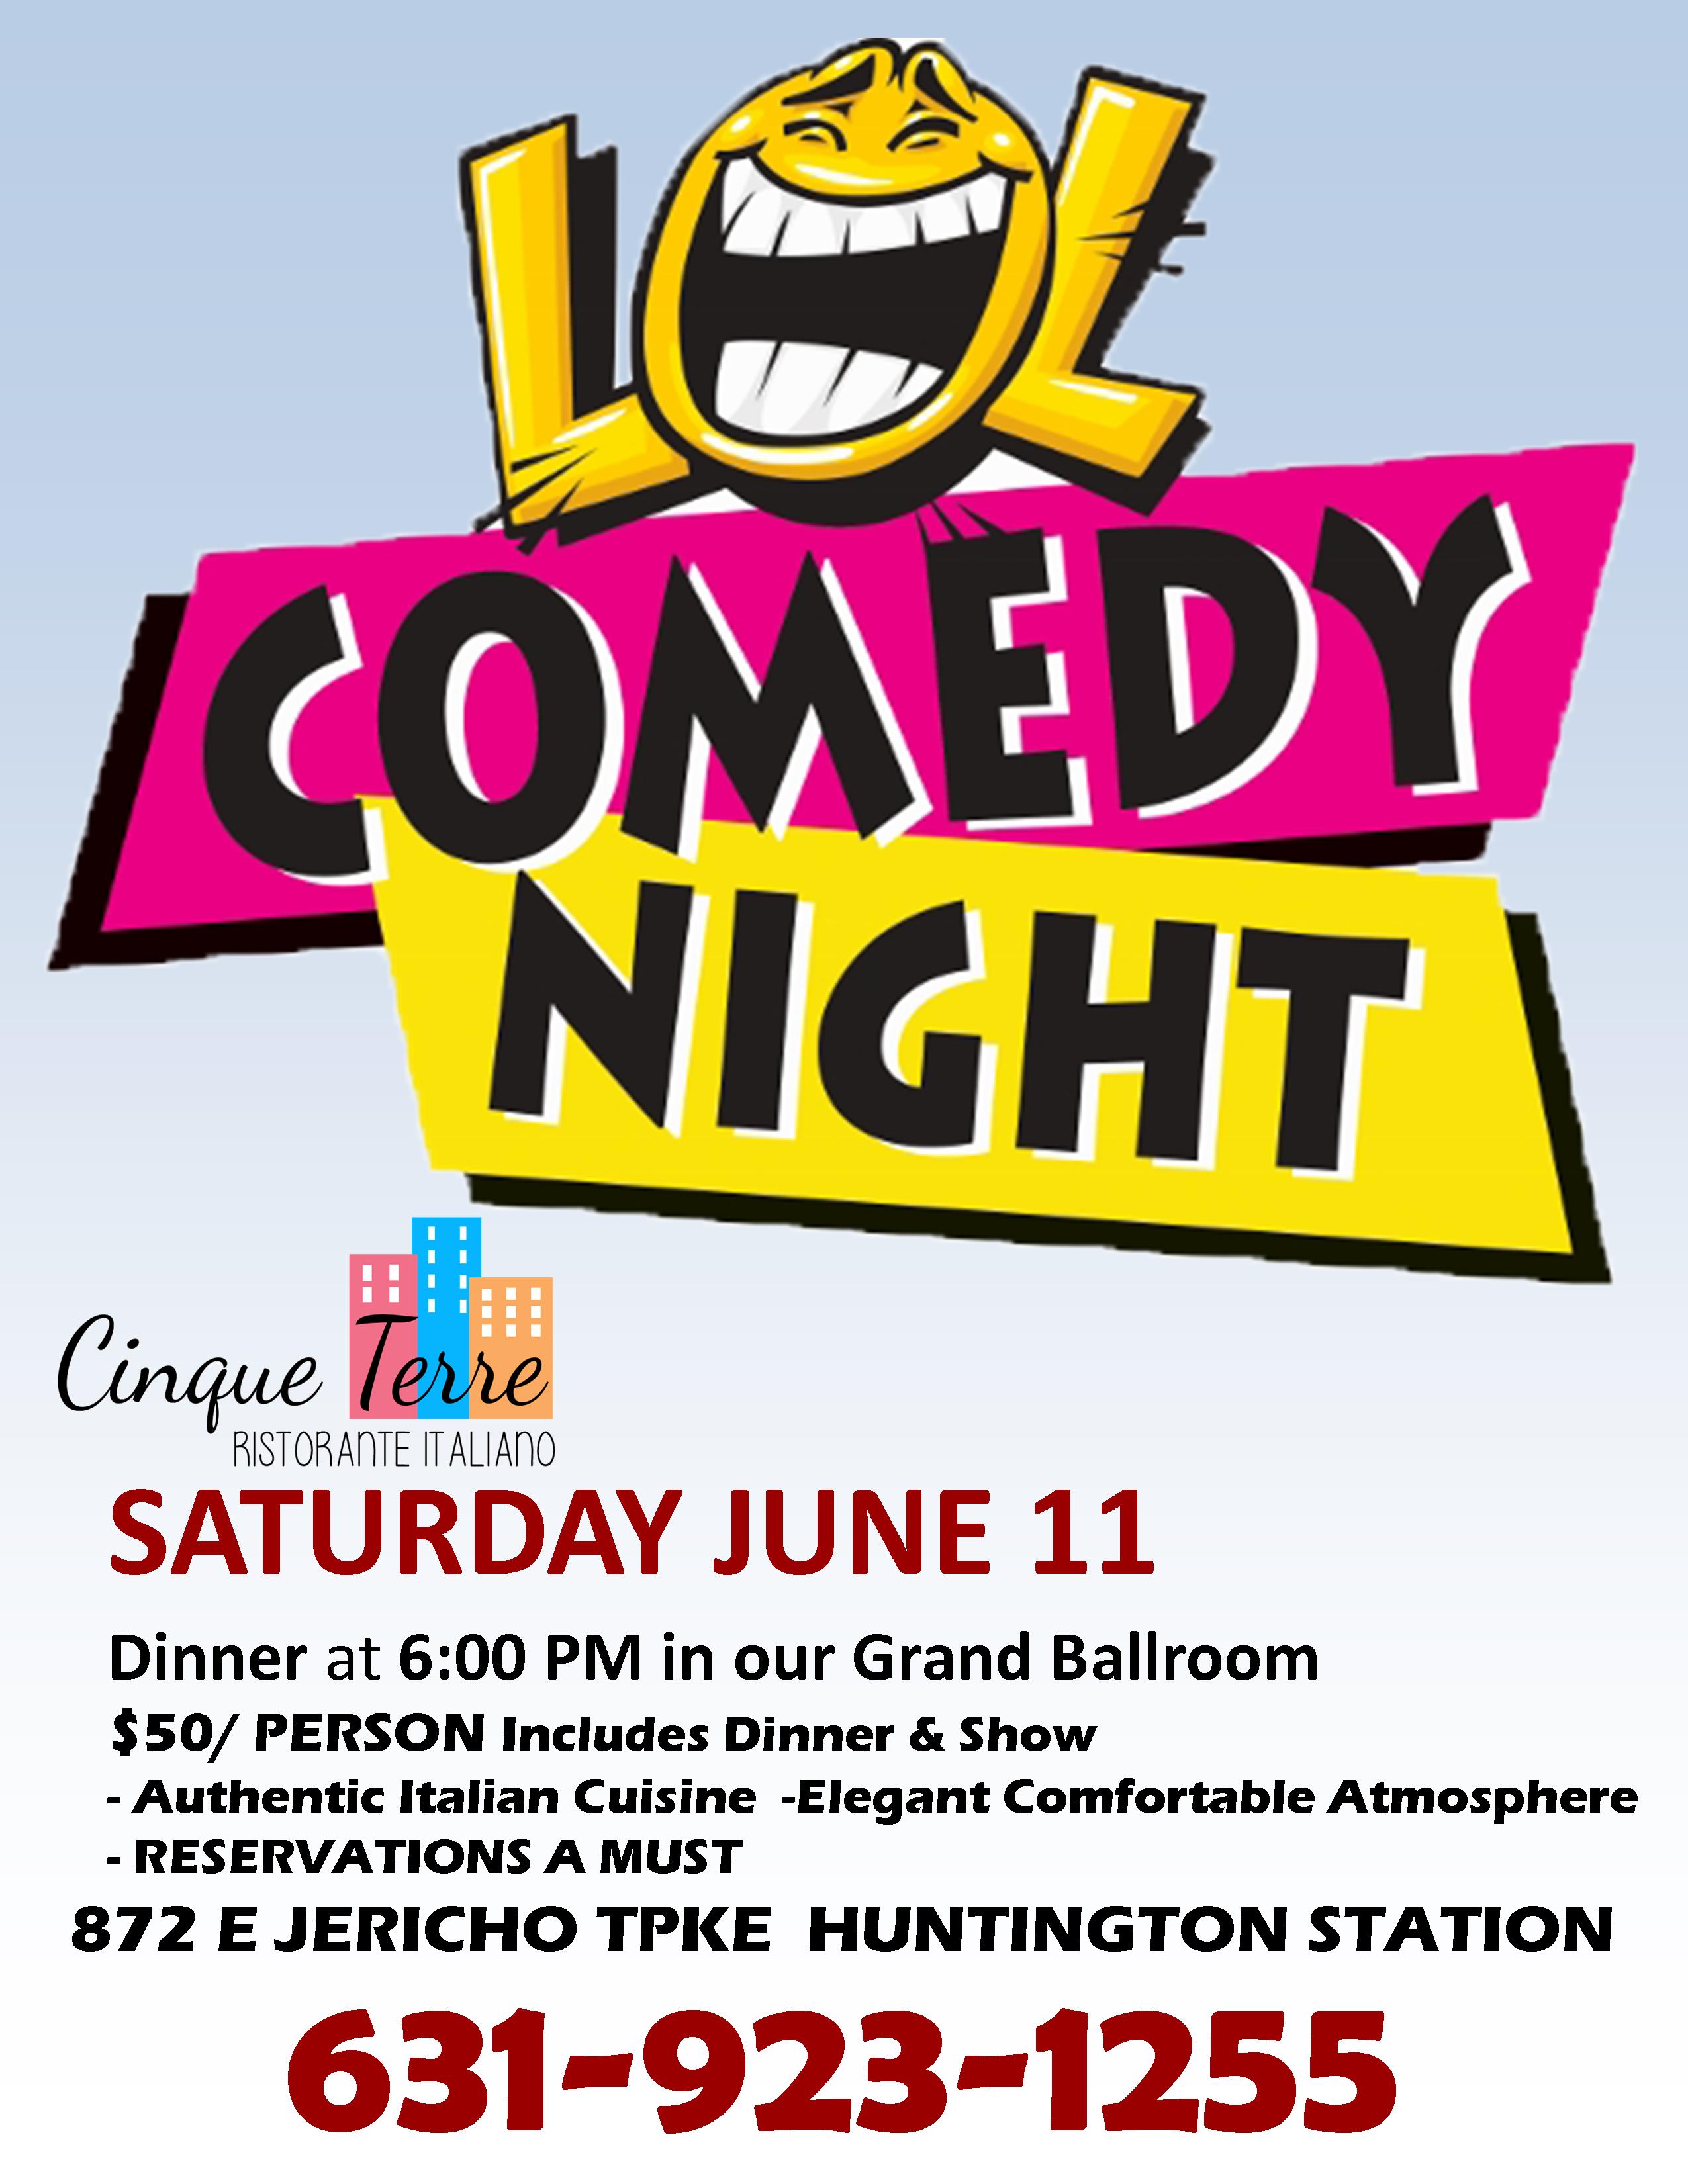 LOL
COMEDY
NIGHT
Cinque Terre
RISTORANTE ITALIANO
SATURDAY JUNE 11
Dinner at 6:00 PM in our Grand Ballroom
$50/ PERSON Includes Dinner & Show
- Authentic Italian Cuisine -Elegant Comfortable Atmosphere
- RESERVATIONS A MUST
872 E JERICHO TPKE HUNTINGTON STATION
631-923-1255